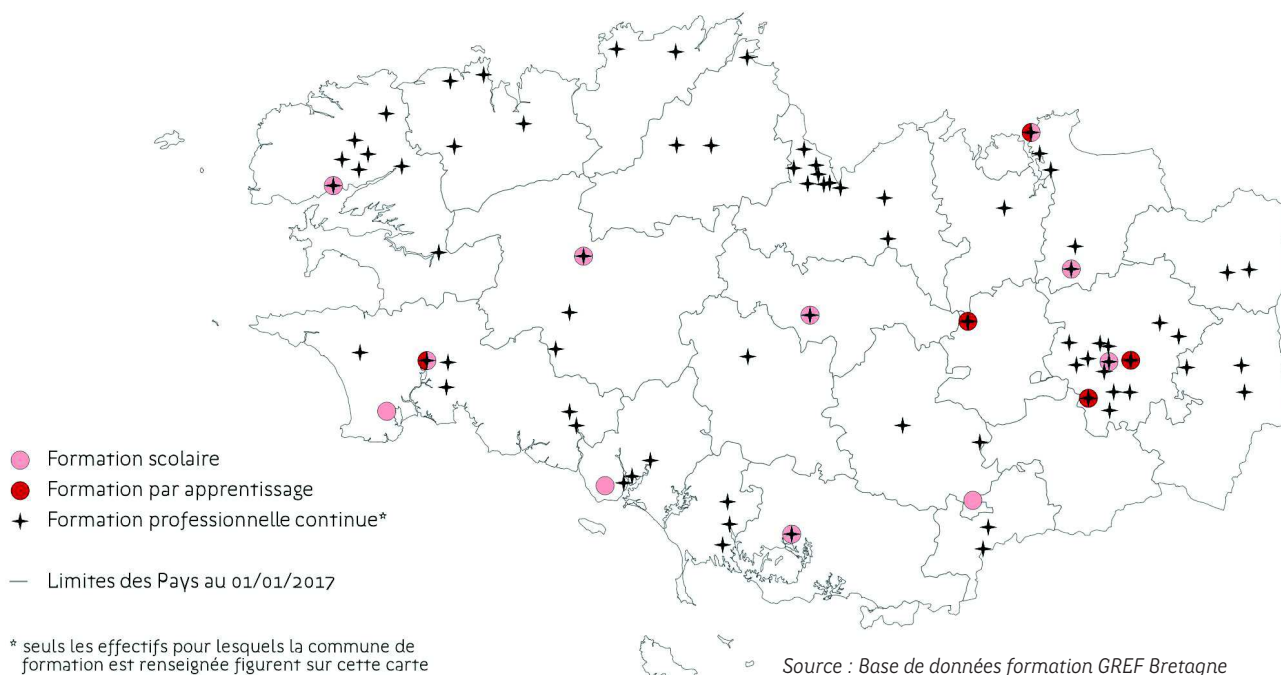 Formation scolaire
Formation par apprentissage
Formation professionnelle continue*
Limites des Pays au 01/01/2017
* seuls les effectifs pour lesquels la commune de
formation est renseignée figurent sur cette carte
Source : Base de données formation GREF Bretagne